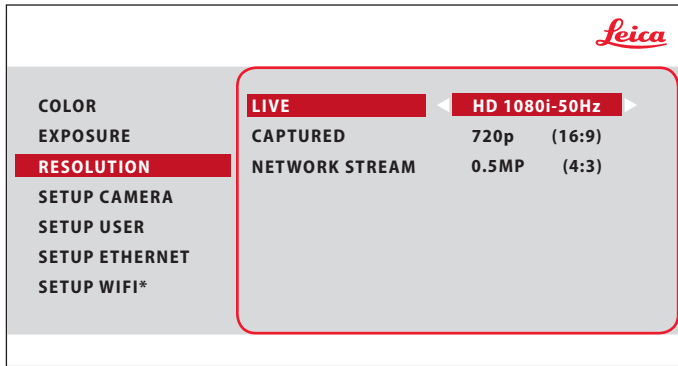 Leica
COLOR
EXPOSURE
RESOLUTION
SETUP CAMERA
SETUP USER
SETUP ETHERNET
SETUP WIFI*
LIVE HD 1080i-50Hz
CAPTURED 720p (16:9)
NETWORK STREAM 0.5MP (4:3)